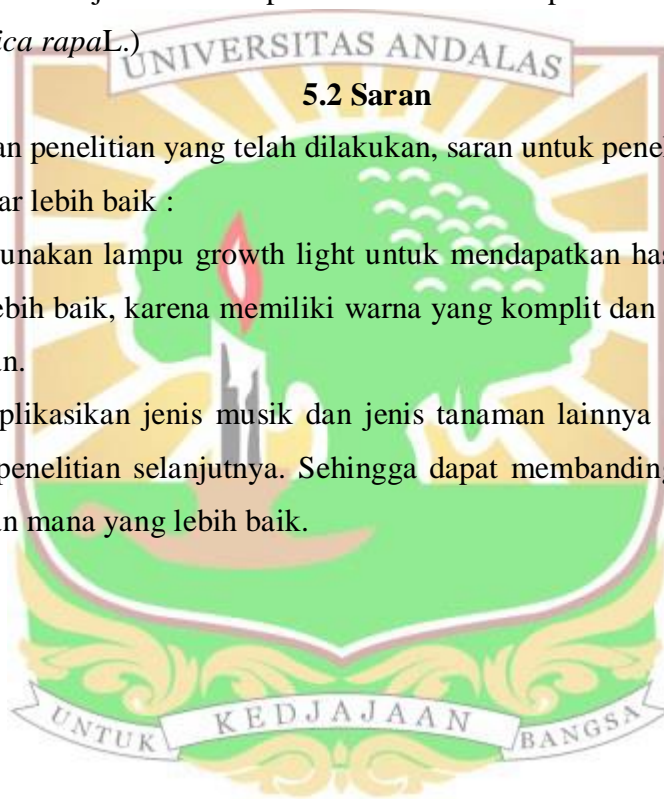 ica rapaL.)
UNIVERSITAS ANDALAS
5.2 Saran
an penelitian yang telah dilakukan, saran untuk pene
ar lebih baik :
unakan lampu growth light untuk mendapatkan has
ebih baik, karena memiliki warna yang komplit dan
an.
plikasikan jenis musik dan jenis tanaman lainnya
penelitian selanjutnya. Sehingga dapat membanding
an mana yang lebih baik.
UNTUK KEDJAJAAN BANGSA